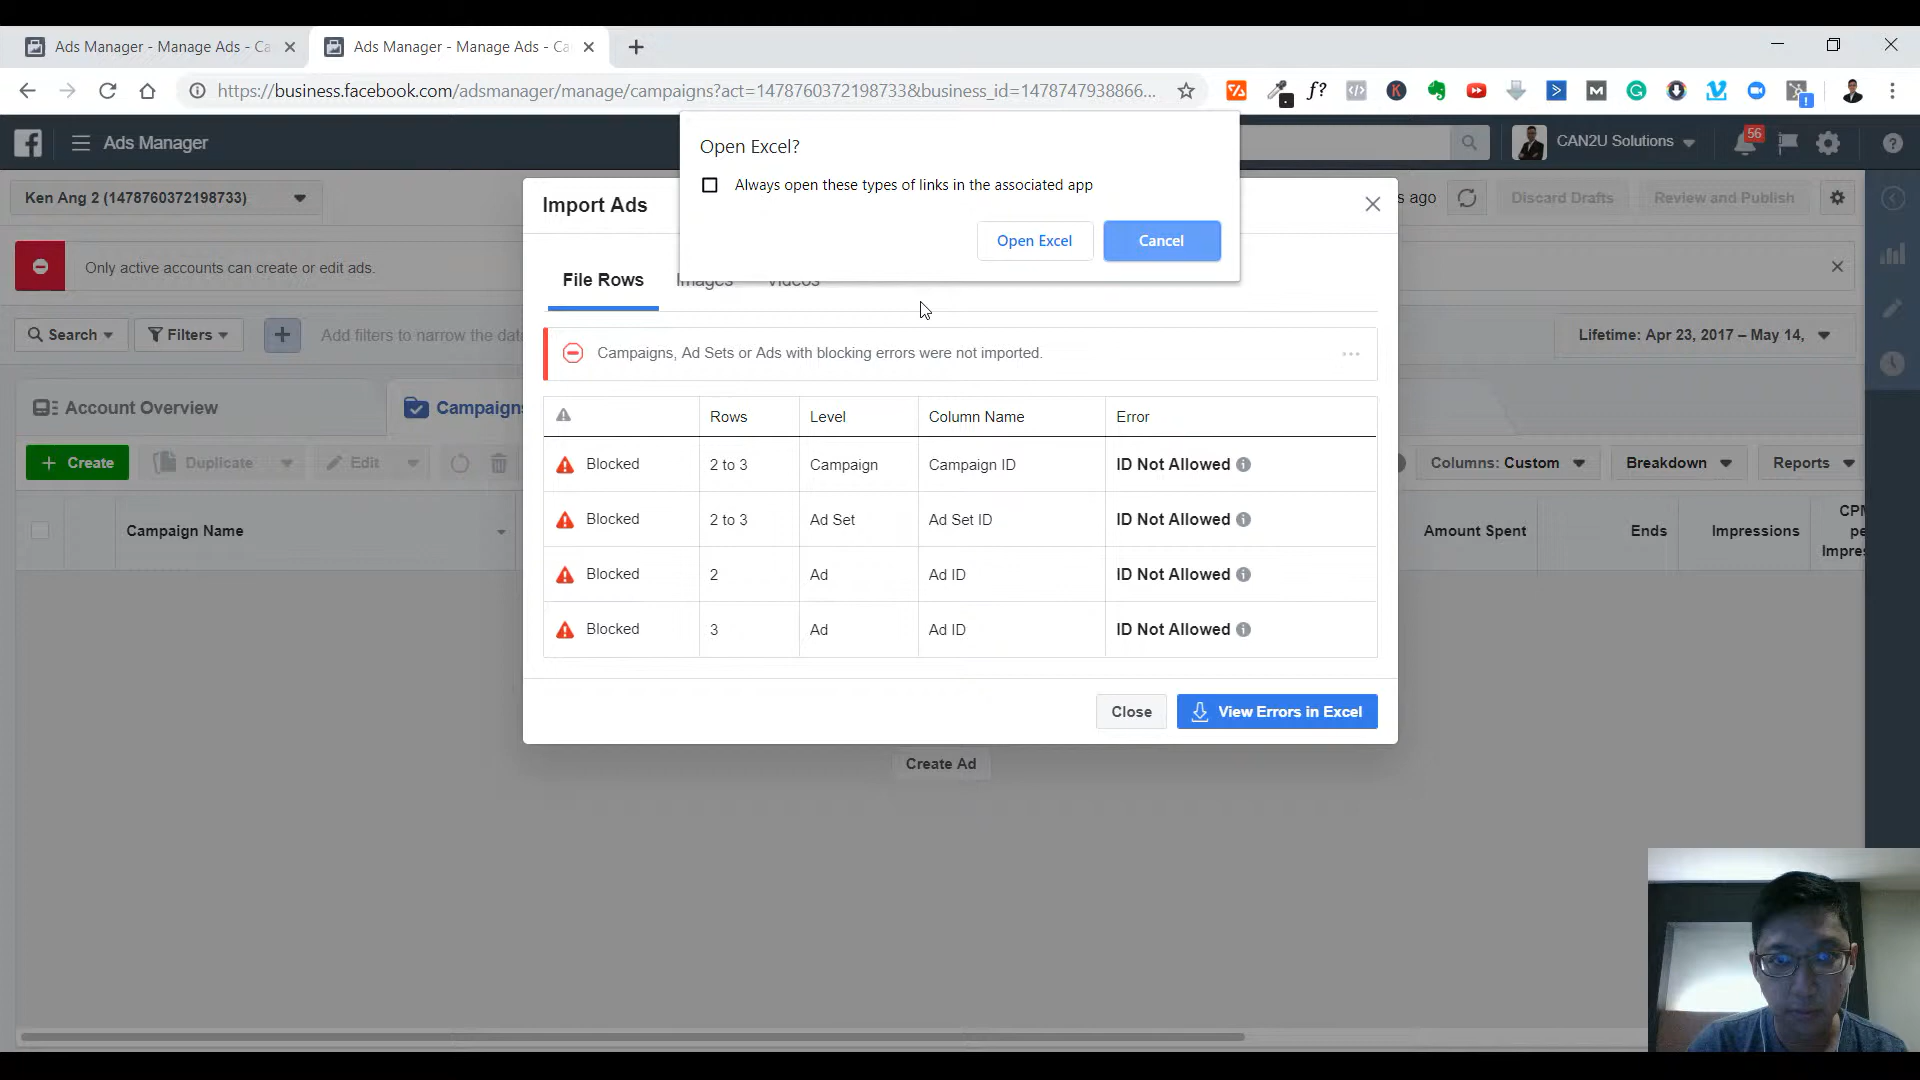 Ads Manager - Manage Ads - Ca
Ads Manager - Manage Ads - Ca
https://business.facebook.com/adsmanager/manage/campaigns?act=1478760372198733&business_id=1478747938866...
Ads Manager
CAN2U Solutions
56
Open Excel?
Always open these types of links in the associated app
Open Excel
Cancel
Ken Ang 2 (1478760372198733)
s ago
Discard Drafts
Review and Publish
Import Ads
Only active accounts can create or edit ads.
File Rows
Images
Videos
Search
Filters
Add filters to narrow the data
Lifetime: Apr 23, 2017 – May 14,
Campaigns, Ad Sets or Ads with blocking errors were not imported.
Account Overview
Campaigns
Rows
Level
Column Name
Error
Create
Duplicate
Edit
Columns: Custom
Breakdown
Reports
Blocked
2 to 3
Campaign
Campaign ID
ID Not Allowed
Blocked
2 to 3
Ad Set
Ad Set ID
ID Not Allowed
Campaign Name
Amount Spent
Ends
Impressions
CPM
pe
Impres
Blocked
2
Ad
Ad ID
ID Not Allowed
Blocked
3
Ad
Ad ID
ID Not Allowed
Close
View Errors in Excel
Create Ad